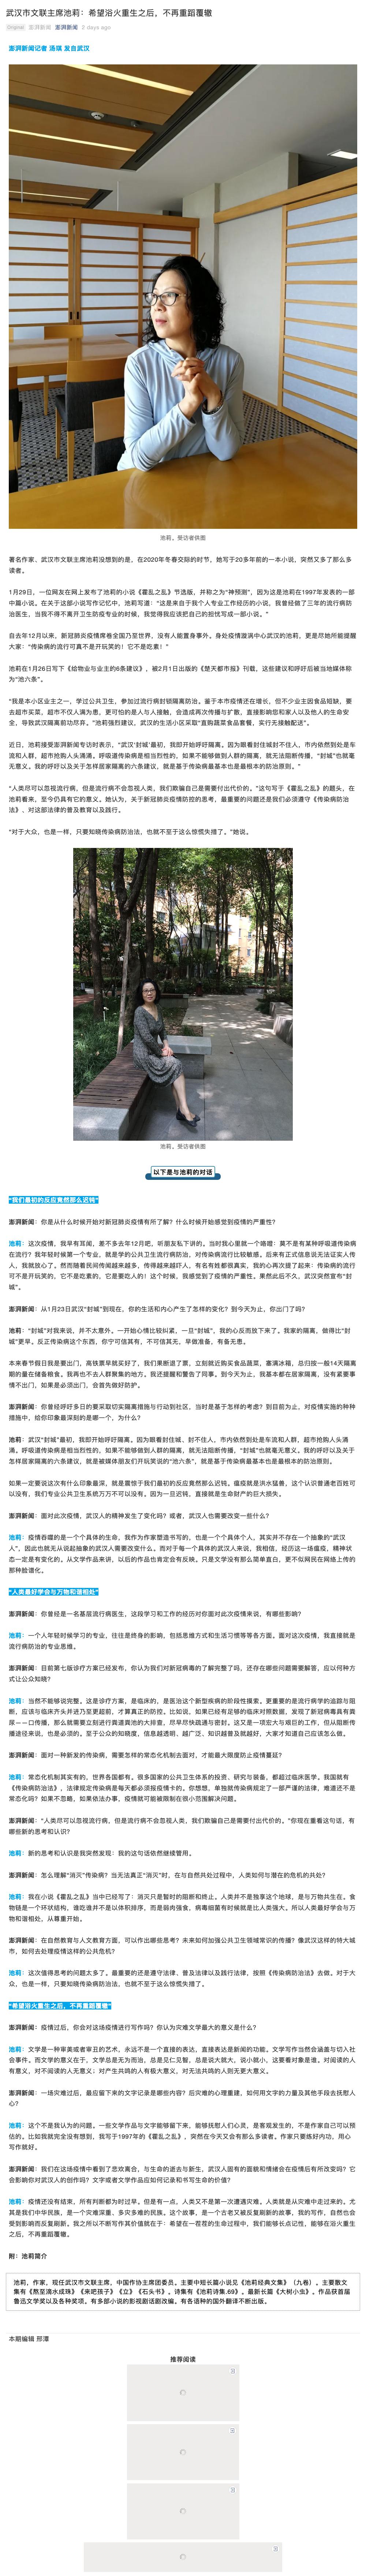 武汉市文联主席池莉：希望浴火重生之后，不再重蹈覆辙
Original 澎湃新闻 澎湃新闻 3 days ago
澎湃新闻记者 汤琪 发自武汉
池莉。受访者供图
著名作家、武汉市文联主席池莉没想到的是，在2020年冬春交际的时节，她写于20多年前的一本小说，突然又多了那么多
读者。
1月29日，一位网友在网上发布了池莉的小说《霍乱之乱》节选版，并称之为“神预测”，因为这是池莉在1997年发表的一部
中篇小说。在关于这部小说写作记忆中，池莉写道：“这是来自于我个人专业工作经历的小说，我曾经做了三年的流行病防
治医生，当我不得不离开卫生防疫专业的时候，我觉得我应该把自己的担忧写成一部小说。”
自去年12月以来，新冠肺炎疫情席卷全国乃至世界，没有人能置身事外。身处疫情漩涡中心武汉的池莉，更是尽她所能提醒
大家：“传染病的流行可真不是开玩笑的！它不是吃素！”
池莉在1月26日写下《给物业与业主的6条建议》，被2月1日出版的《楚天都市报》刊载，这些建议和呼吁后被当地媒体称
为“池六条”。
“我是本小区业主之一，学过公共卫生，参加过流行病封锁隔离防治。鉴于本市疫情还在增长，但不少业主因食品短缺，要
去超市买菜，超市不仅人满为患，更可怕的是人与人接触，会造成再次传播与扩散，直接影响您和家人以及他人的生命安
全，导致武汉隔离前功尽弃。”池莉强烈建议，武汉的生活小区采取“直购蔬菜食品套餐，实行无接触配送”。
近日，池莉接受澎湃新闻专访时表示，“武汉‘封城’最初，我即开始呼吁隔离。因为眼看封住城封不住人，市内依然到处是车
流和人群，超市抢购人头涌涌。呼吸道传染病是相当烈性的，如果不能够做到人群的隔离，就无法阻断传播，“封城”也就毫
无意义。我的呼吁以及关于怎样居家隔离的六条建议，就是基于传染病最基本也是最根本的防治原则。”
“人类尽可以忽视流行病，但是流行病不会忽视人类，我们欺骗自己是需要付出代价的。”这句写于《霍乱之乱》的题头，在
池莉看来，至今仍具有它的意义。她认为，关于新冠肺炎疫情防控的思考，最重要的问题还是我们必须遵守《传染病防治
法》、对这部法律的普及教育以及践行。
“对于大众，也是一样，只要知晓传染病防治法，也就不至于这么惊慌失措了。”她说。
池莉。受访者供图
以下是与池莉的对话
“我们最初的反应竟然那么迟钝”
澎湃新闻：你是从什么时候开始对新冠肺炎疫情有所了解？什么时候开始感觉到疫情的严重性？
池莉：这次疫情，我早有耳闻，差不多去年12月吧，听朋友私下讲的。当时我心里就一个咯噔：莫不是有某种呼吸道传染病
在流行？我年轻时候第一个专业，就是学的公共卫生流行病防治，对传染病流行比较敏感。后来有正式信息说无法证实人传
人，我就放心了。然而随着民间传闻越来越多，传得越来越吓人，有名有姓都很真实，我的心再次提了起来：传染病的流行
可不是开玩笑的，它不是吃素的，它是要吃人的！这个时候，我感觉到了疫情的严重性。果然此后不久，武汉突然宣布“封
城”。
澎湃新闻：从1月23日武汉“封城”到现在，你的生活和内心产生了怎样的变化？到今天为止，你出门了吗？
池莉：“封城”对我来说，并不太意外。一开始心情比较纠紧，一旦“封城”，我的心反而放下来了。我家的隔离，做得比“封
城”更早。反正传染病这个东西，你宁可信其有，不可信其无，早做准备，有备无患。
本来春节假日我是要出门，高铁票早就买好了，我们果断退了票，立刻就近购买食品蔬菜，塞满冰箱，总归按一般14天隔离
期的量在储备粮食。我再也不去人群聚集的地方。我还提醒和警告了同事。到今天为止，我基本都在居家隔离，没有紧要事
情不出门，如果是必须出门，会首先做好防护。
澎湃新闻：你曾经呼吁多日的要采取切实隔离措施与行动到社区，当时是基于怎样的考虑？到目前为止，对疫情实施的种种
措施中，给你印象最深刻的是哪一个，为什么？
池莉：武汉“封城”最初，我即开始呼吁隔离。因为眼看封住城，封不住人，市内依然到处是车流和人群，超市抢购人头涌
涌。呼吸道传染病是相当烈性的，如果不能够做到人群的隔离，就无法阻断传播，“封城”也就毫无意义。我的呼吁以及关于
怎样居家隔离的六条建议，就是被媒体朋友们开玩笑说的“池六条”，就是基于传染病最基本也是最根本的防治原则。
如果一定要说这次有什么印象最深，就是震惊于我们最初的反应竟然那么迟钝。瘟疫就是洪水猛兽，这个认识普通老百姓可
以没有，我们专业公共卫生系统万万不可以没有。因为一旦迟钝，直接就是生命财产的巨大损失。
澎湃新闻：面对此次疫情，武汉人的精神发生了变化吗？或者，武汉人也需要改变一些什么？
池莉：疫情吞噬的是一个个具体的生命，我作为作家塑造书写的，也是一个个具体个人，其实并不存在一个抽象的“武汉
人”，因此也就无从说起抽象的武汉人需要改变什么。而对于每一个具体的武汉人来说，我相信，经历这一场瘟疫，精神状
态一定是有变化的。从文学作品来讲，以后的作品也肯定会有反映。只是文学没有那么简单直白，更不似网民在网络上传的
那种脸谱化。
“人类最好学会与万物和谐相处”
澎湃新闻：你曾经是一名基层流行病医生，这段学习和工作的经历对你面对此次疫情来说，有哪些影响？
池莉：一个人年轻时候学习的专业，往往是终身的影响，包括思维方式和生活习惯等等各方面。面对这次疫情，我直接就是
流行病防治的专业思维。
澎湃新闻：目前第七版诊疗方案已经发布，你认为我们对新冠病毒的了解完整了吗，还存在哪些问题需要解答，应以何种方
式让公众知晓？
池莉：当然不能够说完整。这是诊疗方案，是临床的，是医治这个新型疾病的阶段性摸索。更重要的是流行病学的追踪与阻
断，应该与临床齐头并进乃至更超前，才算真正的防控。比如说，如果已经有足够的临床对照数据，发现了新冠病毒具有粪
尿——口传播，那么就需要立刻进行粪道粪池的大排查，尽早尽快疏通与密封。这又是一项宏大与艰巨的工作，但从阻断传
播途径来说，也是必须的。至于公众的知晓度，信息越透明、越广泛、知识越普及就越好，大家才知道自己应该怎么做。
澎湃新闻：面对一种新发的传染病，需要怎样的常态化机制去面对，才能最大限度防止疫情蔓延？
池莉：常态化机制其实有的，世界各国都有。很多国家的公共卫生体系的投资、研究与装备，都超过临床医学。我国就有
《传染病防治法》，法律规定传染病是每天都必须报疫情卡的。你想想，单独就传染病规定了一部严谨的法律，难道还不是
常态化吗？如果不忽略，如果依法办事，疫情就可能被限制在很小范围解决问题。
澎湃新闻：“人类尽可以忽视流行病，但是流行病不会忽视人类，我们欺骗自己是需要付出代价的。”你现在重看这句话，有
哪些新的思考和认识？
池莉：新的思考和认识是我突然发现：我的这句话依然继续管用。
澎湃新闻：怎么理解“消灭”传染病？当无法真正“消灭”时，在与自然共处过程中，人类如何与潜在的危机的共处？
池莉：我在小说《霍乱之乱》当中已经写了：消灭只是暂时的阻断和终止。人类并不是独享这个地球，是与万物共生在。食
物链是一个环状结构，谁吃谁并不是以体积排序，而是弱肉强食，病毒细菌有时候就是比人类强大。所以人类最好学会与万
物和谐相处，从尊重开始。
澎湃新闻：在自然教育与人文教育方面，可以作出哪些思考？未来如何加强公共卫生领域常识的传播？像武汉这样的特大城
市，如何去处理疫情这样的公共危机？
池莉：这次值得思考的问题太多了。最重要的还是遵守法律、普及法律以及践行法律，按照《传染病防治法》去做。对于大
众，也是一样，只要知晓传染病防治法，也就不至于这么惊慌失措了。
“希望浴火重生之后，不再重蹈覆辙”
澎湃新闻：疫情过后，你会对这场疫情进行写作吗？你认为灾难文学最大的意义是什么？
池莉：文学是一种审美或者审丑的艺术，永远不是一个直接的表达，直接表达是新闻的功能。文学写作当然会涵盖与切入社
会事件。而文学的意义在于，文学总是无为而治，总是见仁见智，总是说大就大，说小就小，这要看对象是谁。对阅读的人
有意义，对不阅读的人无意义；对产生共鸣的人有极大意义，对无法共鸣的人则无更大意义。
澎湃新闻：一场灾难过后，最应留下来的文字记录是哪些内容？后灾难的心理重建，如何用文字的力量及其他手段去抚慰人
心？
池莉：这个不是我认为的问题。一些文学作品与文字能够留下来，能够抚慰人们心灵，是客观发生的，不是作家自己可以预
估的。比如我就完全没有想到，我写于1997年的《霍乱之乱》，突然在今天又会有那么多读者。作家只要练好内功，用心
写作就好。
澎湃新闻：我们在这场疫情中看到了悲欢离合，与生命的逝去与新生，武汉人固有的面貌和情绪会在疫情后有所改变吗？它
会影响你对武汉人的创作吗？文字或者文学作品应如何记录和书写生命的价值？
池莉：疫情还没有结束，所有判断都为时过早。但是有一点，人类又不是第一次遭遇灾难。人类就是从灾难中走过来的。尤
其是我们中华民族，是一个灾难深重、多灾多难的民族。这个故事，是一个古老又被反复刷新的故事，我的写作，自然也会
受到影响而反复刷新。我之所以不断写作其价值就在于：希望在一茬茬的生命过程中，我们能够长点记性，能够在浴火重生
之后，不再重蹈覆辙。
附：池莉简介
池莉，作家，现任武汉市文联主席，中国作协主席团委员。主要中短长篇小说见《池莉经典文集》（九卷）。主要散文
集有《熬至滴水成珠》《来吧孩子》《立》《石头书》。诗集有《池莉诗集.69》。最新长篇《大树小虫》。作品获首届
鲁迅文学奖以及各种奖项。有多部小说的影视剧话剧改编。有各语种的国外翻译不断出版。
本期编辑 邢潭
推荐阅读